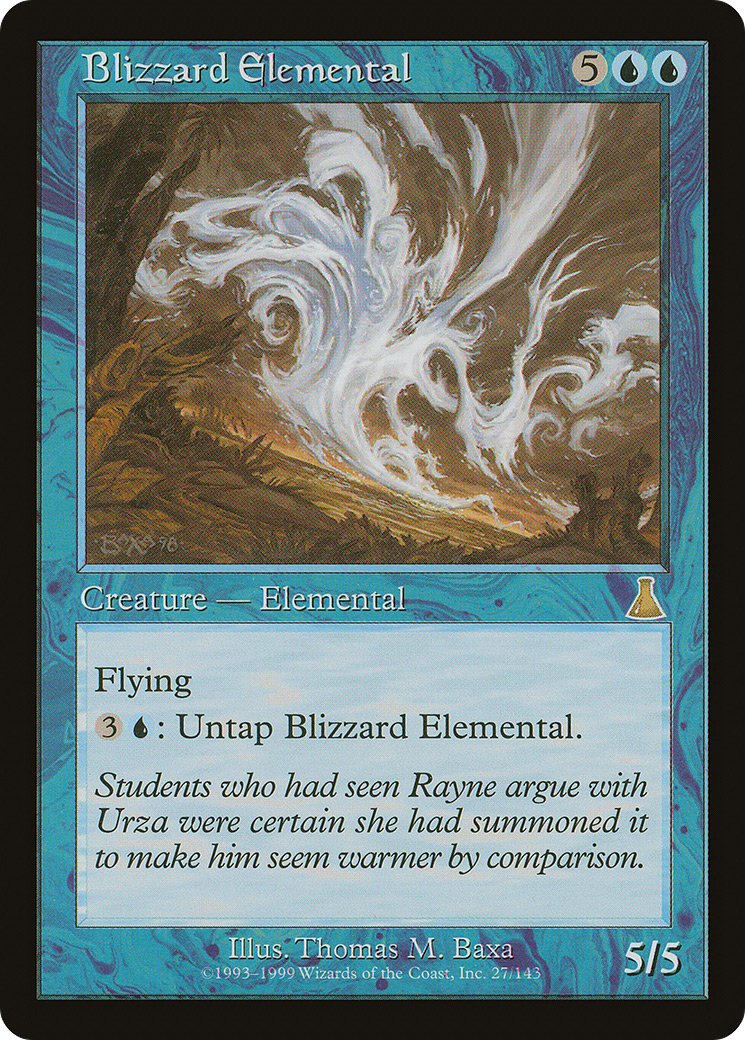 Blizzard Elemental
5
BAXA 98
Creature — Elemental
Flying
3 : Untap Blizzard Elemental.
Students who had seen Rayne argue with
Urza were certain she had summoned it
to make him seem warmer by comparison.
Illus. Thomas M. Baxa
©1993–1999 Wizards of the Coast, Inc. 27/143
5/5